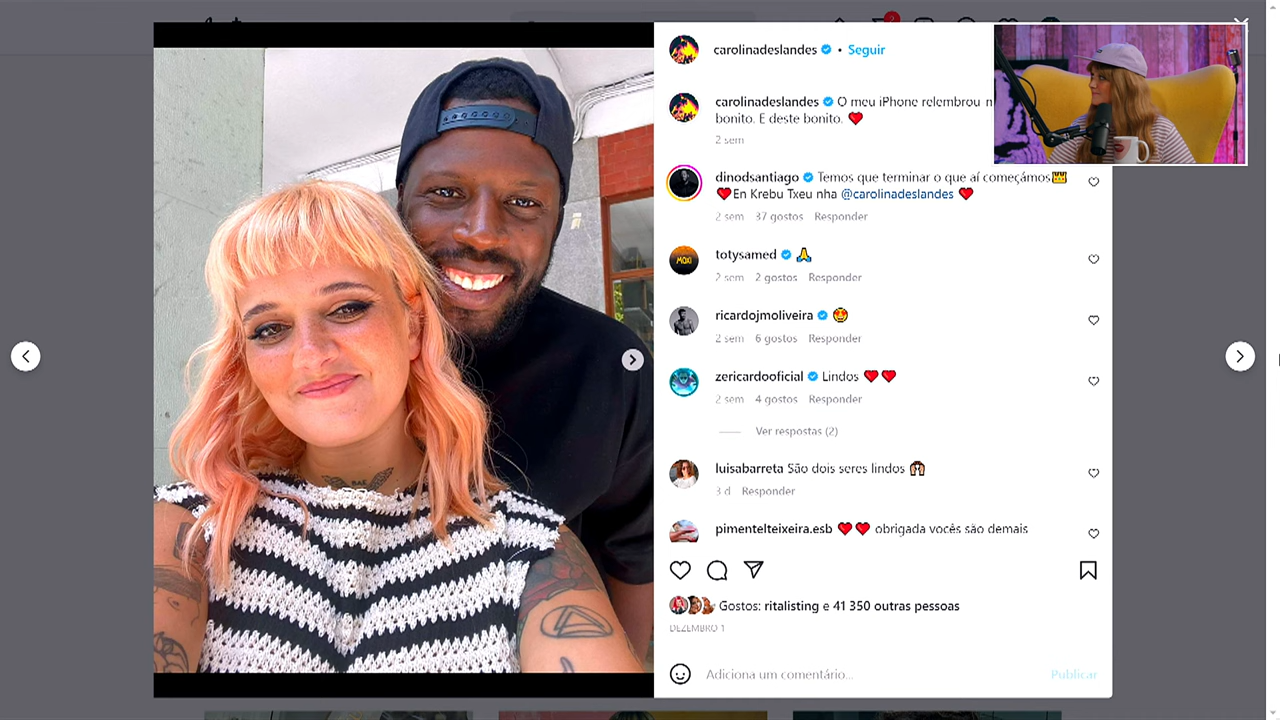 carolinadeslandes • Seguir
carolinadeslandes O meu iPhone relembrou
bonito. E deste bonito. ❤️
2 sem
dinodsantiago Temos que terminar o que aí começámos👑
❤️En Krebu Txeu nha @carolinadeslandes ❤️
2 sem 37 gostos Responder
totysamed 🙏
2 sem 2 gostos Responder
ricardojmoliveira 😍
2 sem 6 gostos Responder
zericardooficial Lindos ❤️❤️
2 sem 4 gostos Responder
Ver respostas (2)
luisabarreta São dois seres lindos 🙌
3 d Responder
pimentelteixeira.esb ❤️❤️ obrigada vocês são demais
Gostos: ritalisting e 41 350 outras pessoas
DEZEMBRO 1
Adiciona um comentário... Publicar
BAE